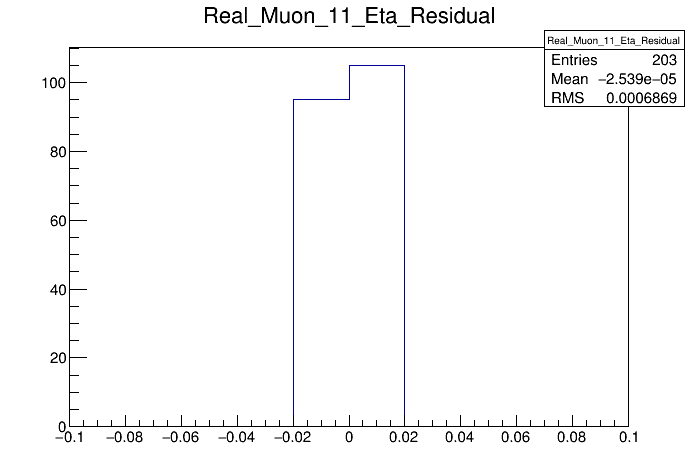 Real_Muon_11_Eta_Residual
Real_Muon_11_Eta_Residual
Entries 203
Mean −2.539e−05
RMS 0.0006869
100
80
60
40
20
0
−0.1 −0.08 −0.06 −0.04 −0.02 0 0.02 0.04 0.06 0.08 0.1